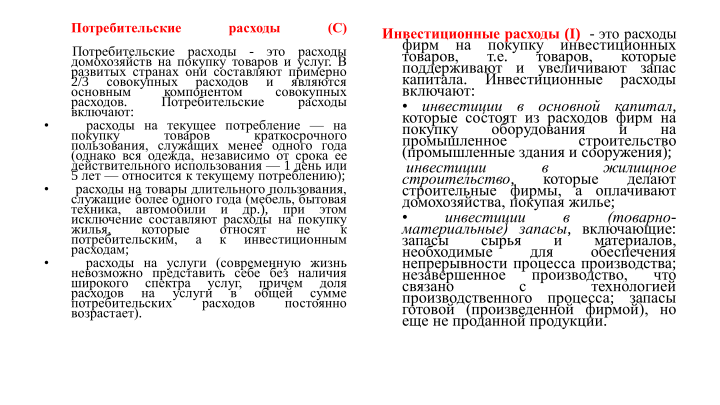 Потребительские расходы (С)
Потребительские расходы - это расходы
домохозяйств на покупку товаров и услуг. В
развитых странах они составляют примерно
2/3 совокупных расходов и являются
основным компонентом совокупных
расходов. Потребительские расходы
включают:
• расходы на текущее потребление — на
покупку товаров краткосрочного
пользования, служащих менее одного года
(однако вся одежда, независимо от срока ее
действительного использования — 1 день или
5 лет — относится к текущему потреблению);
• расходы на товары длительного пользования,
служащие более одного года (мебель, бытовая
техника, автомобили и др.), при этом
исключение составляют расходы на покупку
жилья, которые относят не к
потребительским, а к инвестиционным
расходам;
• расходы на услуги (современную жизнь
невозможно представить себе без наличия
широкого спектра услуг, причем доля
расходов на услуги в общей сумме
потребительских расходов постоянно
возрастает).
Инвестиционные расходы (I) - это расходы
фирм на покупку инвестиционных
товаров, т.е. товаров, которые
поддерживают и увеличивают запас
капитала. Инвестиционные расходы
включают:
• инвестиции в основной капитал,
которые состоят из расходов фирм на
покупку оборудования и на
промышленное строительство
(промышленные здания и сооружения);
инвестиции в жилищное
строительство, которые делают
строительные фирмы, а оплачивают
домохозяйства, покупая жилье;
• инвестиции в (товарно-
материальные) запасы, включающие:
запасы сырья и материалов,
необходимые для обеспечения
непрерывности процесса производства;
незавершенное производство, что
связано с технологией
производственного процесса; запасы
готовой (произведенной фирмой), но
еще не проданной продукции.